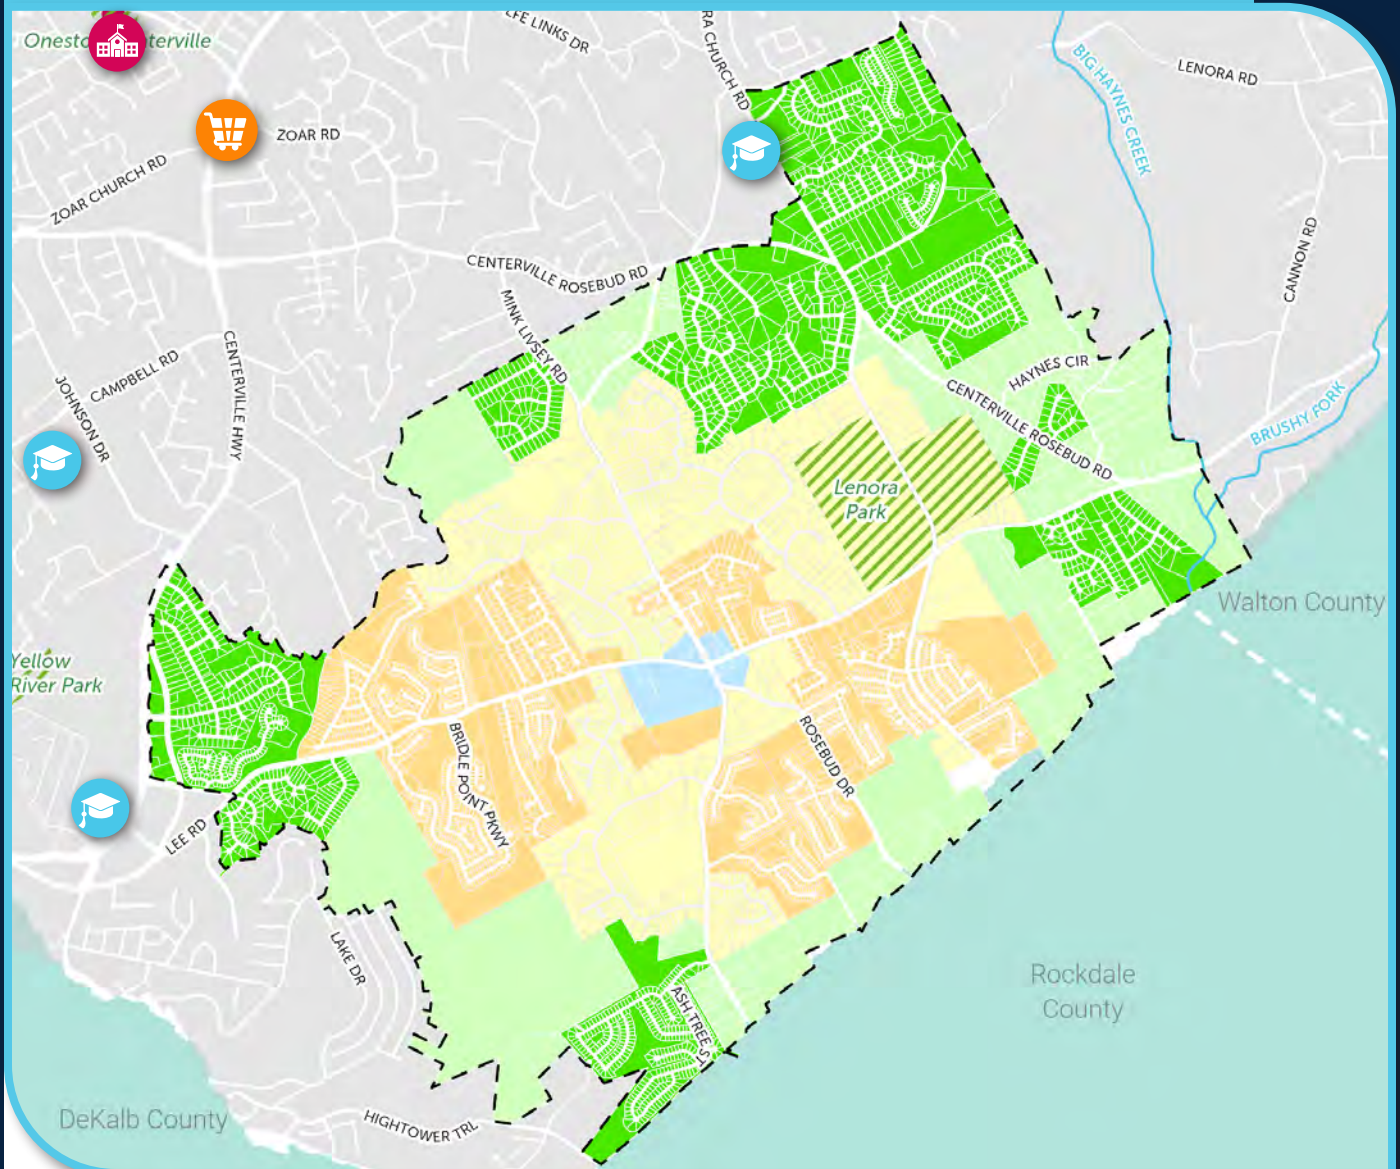 LENORA RD
BIG HAYNES CREEK
ZOAR RD
ZOAR CHURCH RD
CENTERVILLE ROSEBUD RD
CANNON RD
MINK LIVSEY RD
CENTERVILLE HWY
CAMPBELL RD
JOHNSON DR
HAYNES CIR
CENTERVILLE ROSEBUD RD
BRUSHY FORK
Lenora
Park
Walton County
Yellow
River Park
BRIDLE POINT PKWY
ROSEBUD DR
LEE RD
LAKE DR
ASH TREE ST
Rockdale
County
DeKalb County
HIGHTOWER TRL